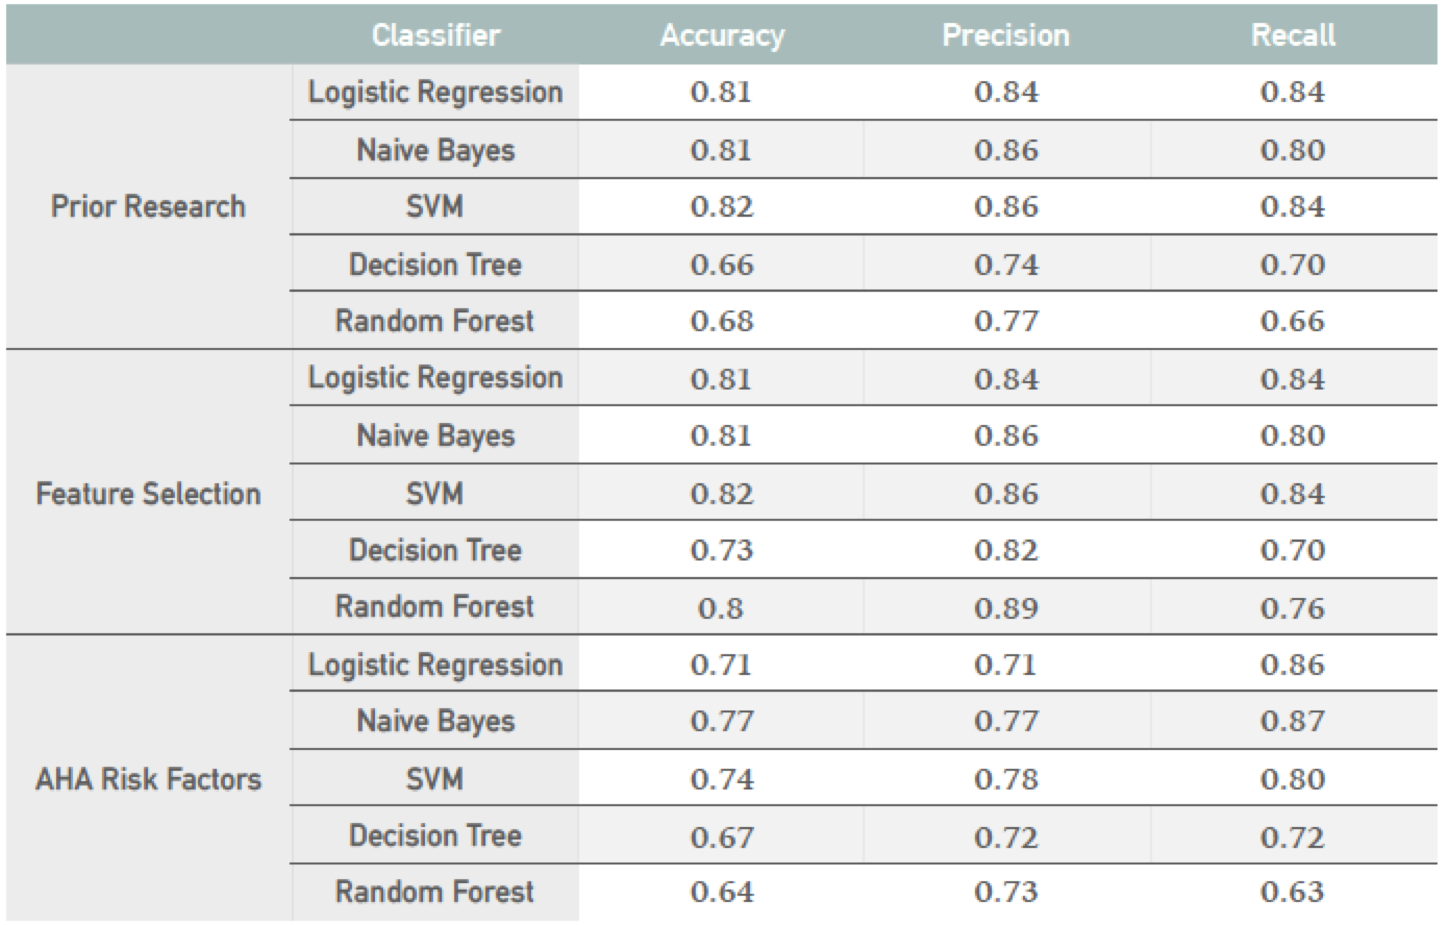 Classifier Accuracy Precision Recall
Logistic Regression 0.81 0.84 0.84
Naive Bayes 0.81 0.86 0.80
Prior Research SVM 0.82 0.86 0.84
Decision Tree 0.66 0.74 0.70
Random Forest 0.68 0.77 0.66
Logistic Regression 0.81 0.84 0.84
Naive Bayes 0.81 0.86 0.80
Feature Selection SVM 0.82 0.86 0.84
Decision Tree 0.73 0.82 0.70
Random Forest 0.8 0.89 0.76
Logistic Regression 0.71 0.71 0.86
Naive Bayes 0.77 0.77 0.87
AHA Risk Factors SVM 0.74 0.78 0.80
Decision Tree 0.67 0.72 0.72
Random Forest 0.64 0.73 0.63